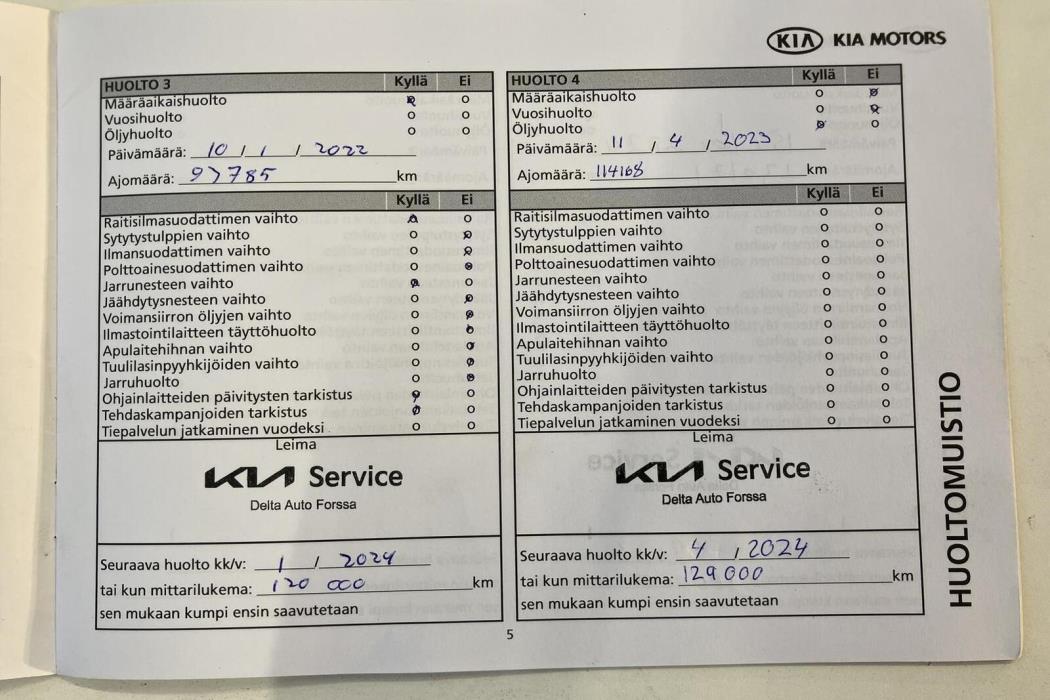 KIA KIA MOTORS
HUOLTO 3 Kyllä Ei
Määräaikaishuolto
Vuosihuolto
Öljyhuolto
Päivämäärä: 10 / 1 / 2022
Ajomäärä: 97785 km
Kyllä Ei
Raitisilmasuodattimen vaihto
Sytytystulppien vaihto
Ilmansuodattimen vaihto
Polttoainesuodattimen vaihto
Jarrunesteen vaihto
Jäähdytysnesteen vaihto
Voimansiirron öljyjen vaihto
Ilmastointilaitteen täyttöhuolto
Apulaitehihnan vaihto
Tuulilasinpyyhkijöiden vaihto
Jarruhuolto
Ohjainlaitteiden päivitysten tarkistus
Tehdaskampanjoiden tarkistus
Tiepalvelun jatkaminen vuodeksi
Leima
KIA Service
Delta Auto Forssa
Seuraava huolto kk/v: 1 / 2024
tai kun mittarilukema: 120 000 km
sen mukaan kumpi ensin saavutetaan
HUOLTO 4 Kyllä Ei
Määräaikaishuolto
Vuosihuolto
Öljyhuolto
Päivämäärä: 11 / 4 / 2023
Ajomäärä: 114168 km
Kyllä Ei
Raitisilmasuodattimen vaihto
Sytytystulppien vaihto
Ilmansuodattimen vaihto
Polttoainesuodattimen vaihto
Jarrunesteen vaihto
Jäähdytysnesteen vaihto
Voimansiirron öljyjen vaihto
Ilmastointilaitteen täyttöhuolto
Apulaitehihnan vaihto
Tuulilasinpyyhkijöiden vaihto
Jarruhuolto
Ohjainlaitteiden päivitysten tarkistus
Tehdaskampanjoiden tarkistus
Tiepalvelun jatkaminen vuodeksi
Leima
KIA Service
Delta Auto Forssa
Seuraava huolto kk/v: 4 / 2024
tai kun mittarilukema: 129 000 km
sen mukaan kumpi ensin saavutetaan
HUOLTOMUISTIO
5